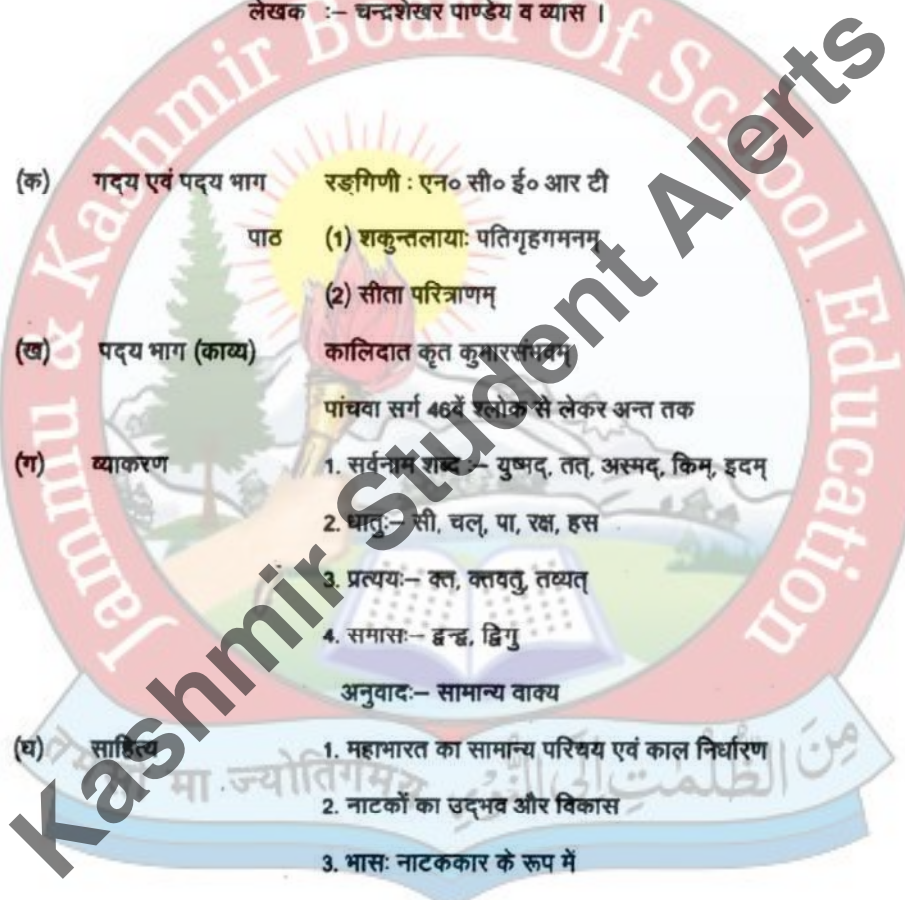 लेखक :– चन्द्रशेखर पाण्डेय व व्यास ।
(क) गद्य एवं पद्य भाग रङ्गिणी : एन० सी० ई० आर टी
पाठ (1) शकुन्तलायाः पतिगृहगमनम्
(2) सीता परित्राणम्
(ख) पद्य भाग (काव्य) कालिदात कृत कुमारसंभवम्
पांचवा सर्ग 46वें श्लोक से लेकर अन्त तक
(ग) व्याकरण 1. सर्वनाम शब्द :– युष्मद्, तत्, अस्मद्, किम्, इदम्
2. धातुः– सी, चल्, पा, रक्ष, हस
3. प्रत्ययः– क्त, क्तवतु, तव्यत्
4. समासः– द्वन्द्व, द्विगु
अनुवादः– सामान्य वाक्य
(घ) साहित्य 1. महाभारत का सामान्य परिचय एवं काल निर्धारण
2. नाटकों का उद्भव और विकास
3. भासः नाटककार के रूप में
Jammu & Kashmir Board Of School Education
Kashmir Student Alerts
मा ज्योतिर्गमय
مِنَ الظُّلُمٰتِ اِلَى النُّوْرِ